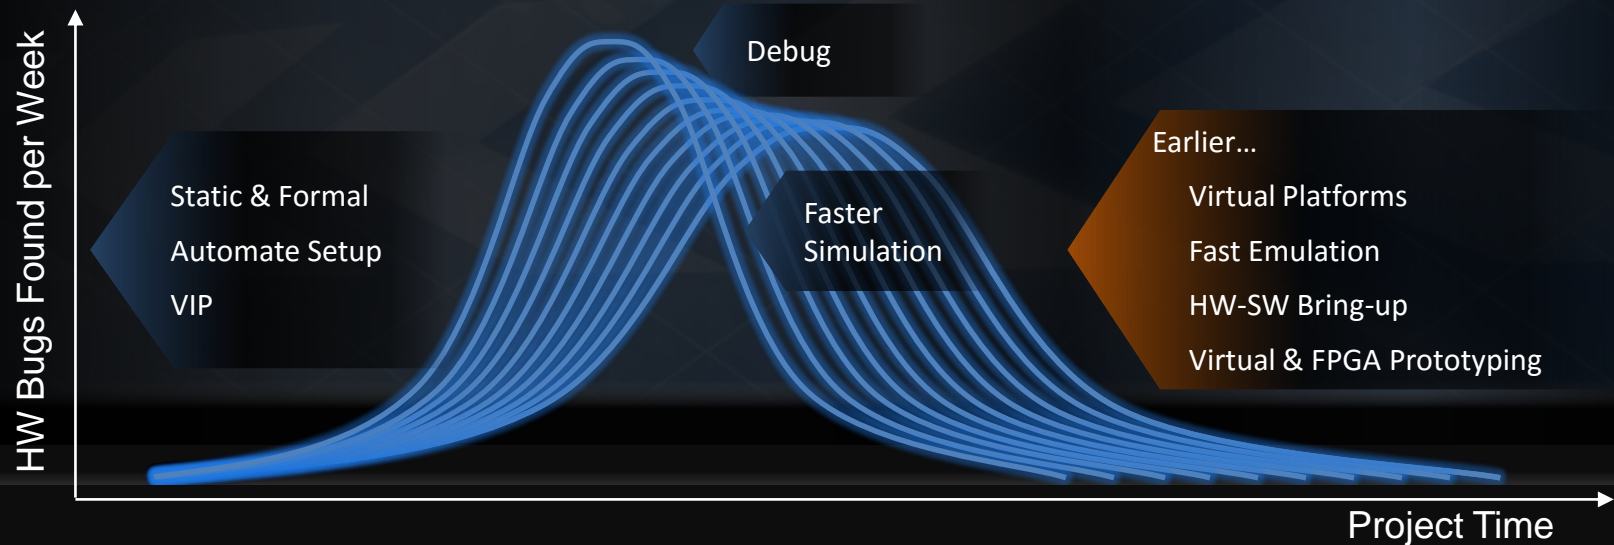 HW Bugs Found per Week
Debug
Static & Formal
Automate Setup
VIP
Faster
Simulation
Earlier...
Virtual Platforms
Fast Emulation
HW-SW Bring-up
Virtual & FPGA Prototyping
Project Time